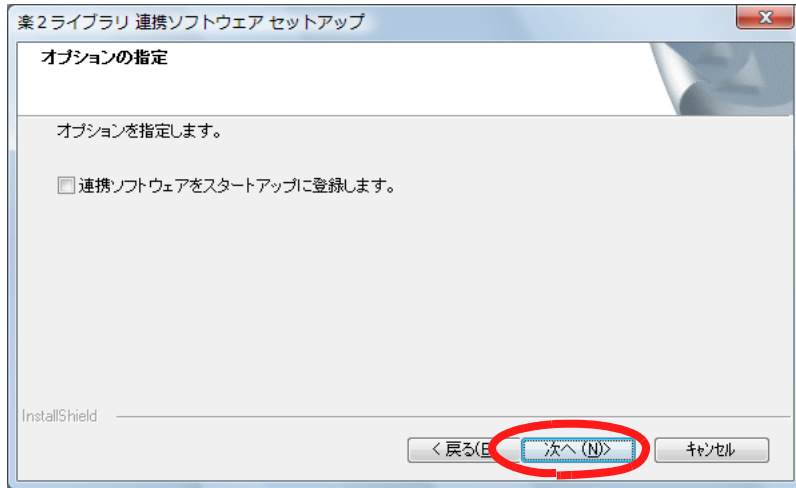 楽２ライブラリ 連携ソフトウェア セットアップ
オプションの指定
オプションを指定します。
連携ソフトウェアをスタートアップに登録します。
InstallShield
< 戻る(B
次へ (N)>
キャンセル